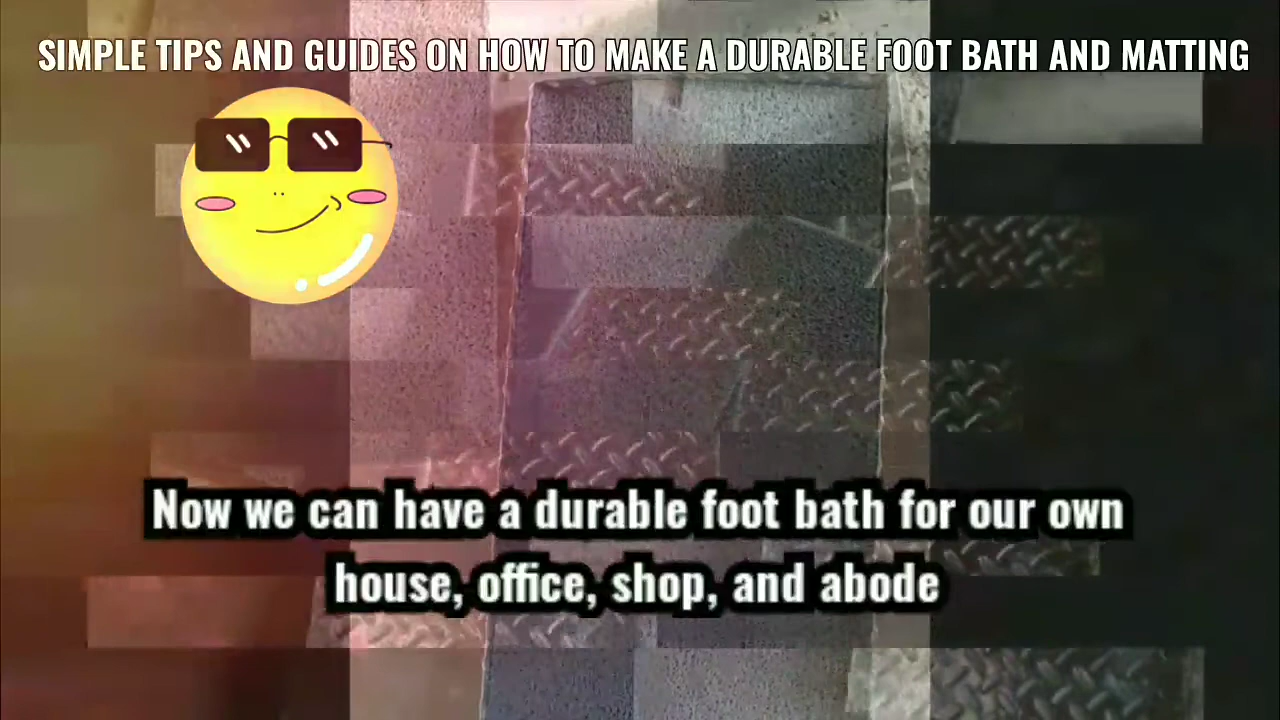 SIMPLE TIPS AND GUIDES ON HOW TO MAKE A DURABLE FOOT BATH AND MATTING
Now we can have a durable foot bath for our own
house, office, shop, and abode